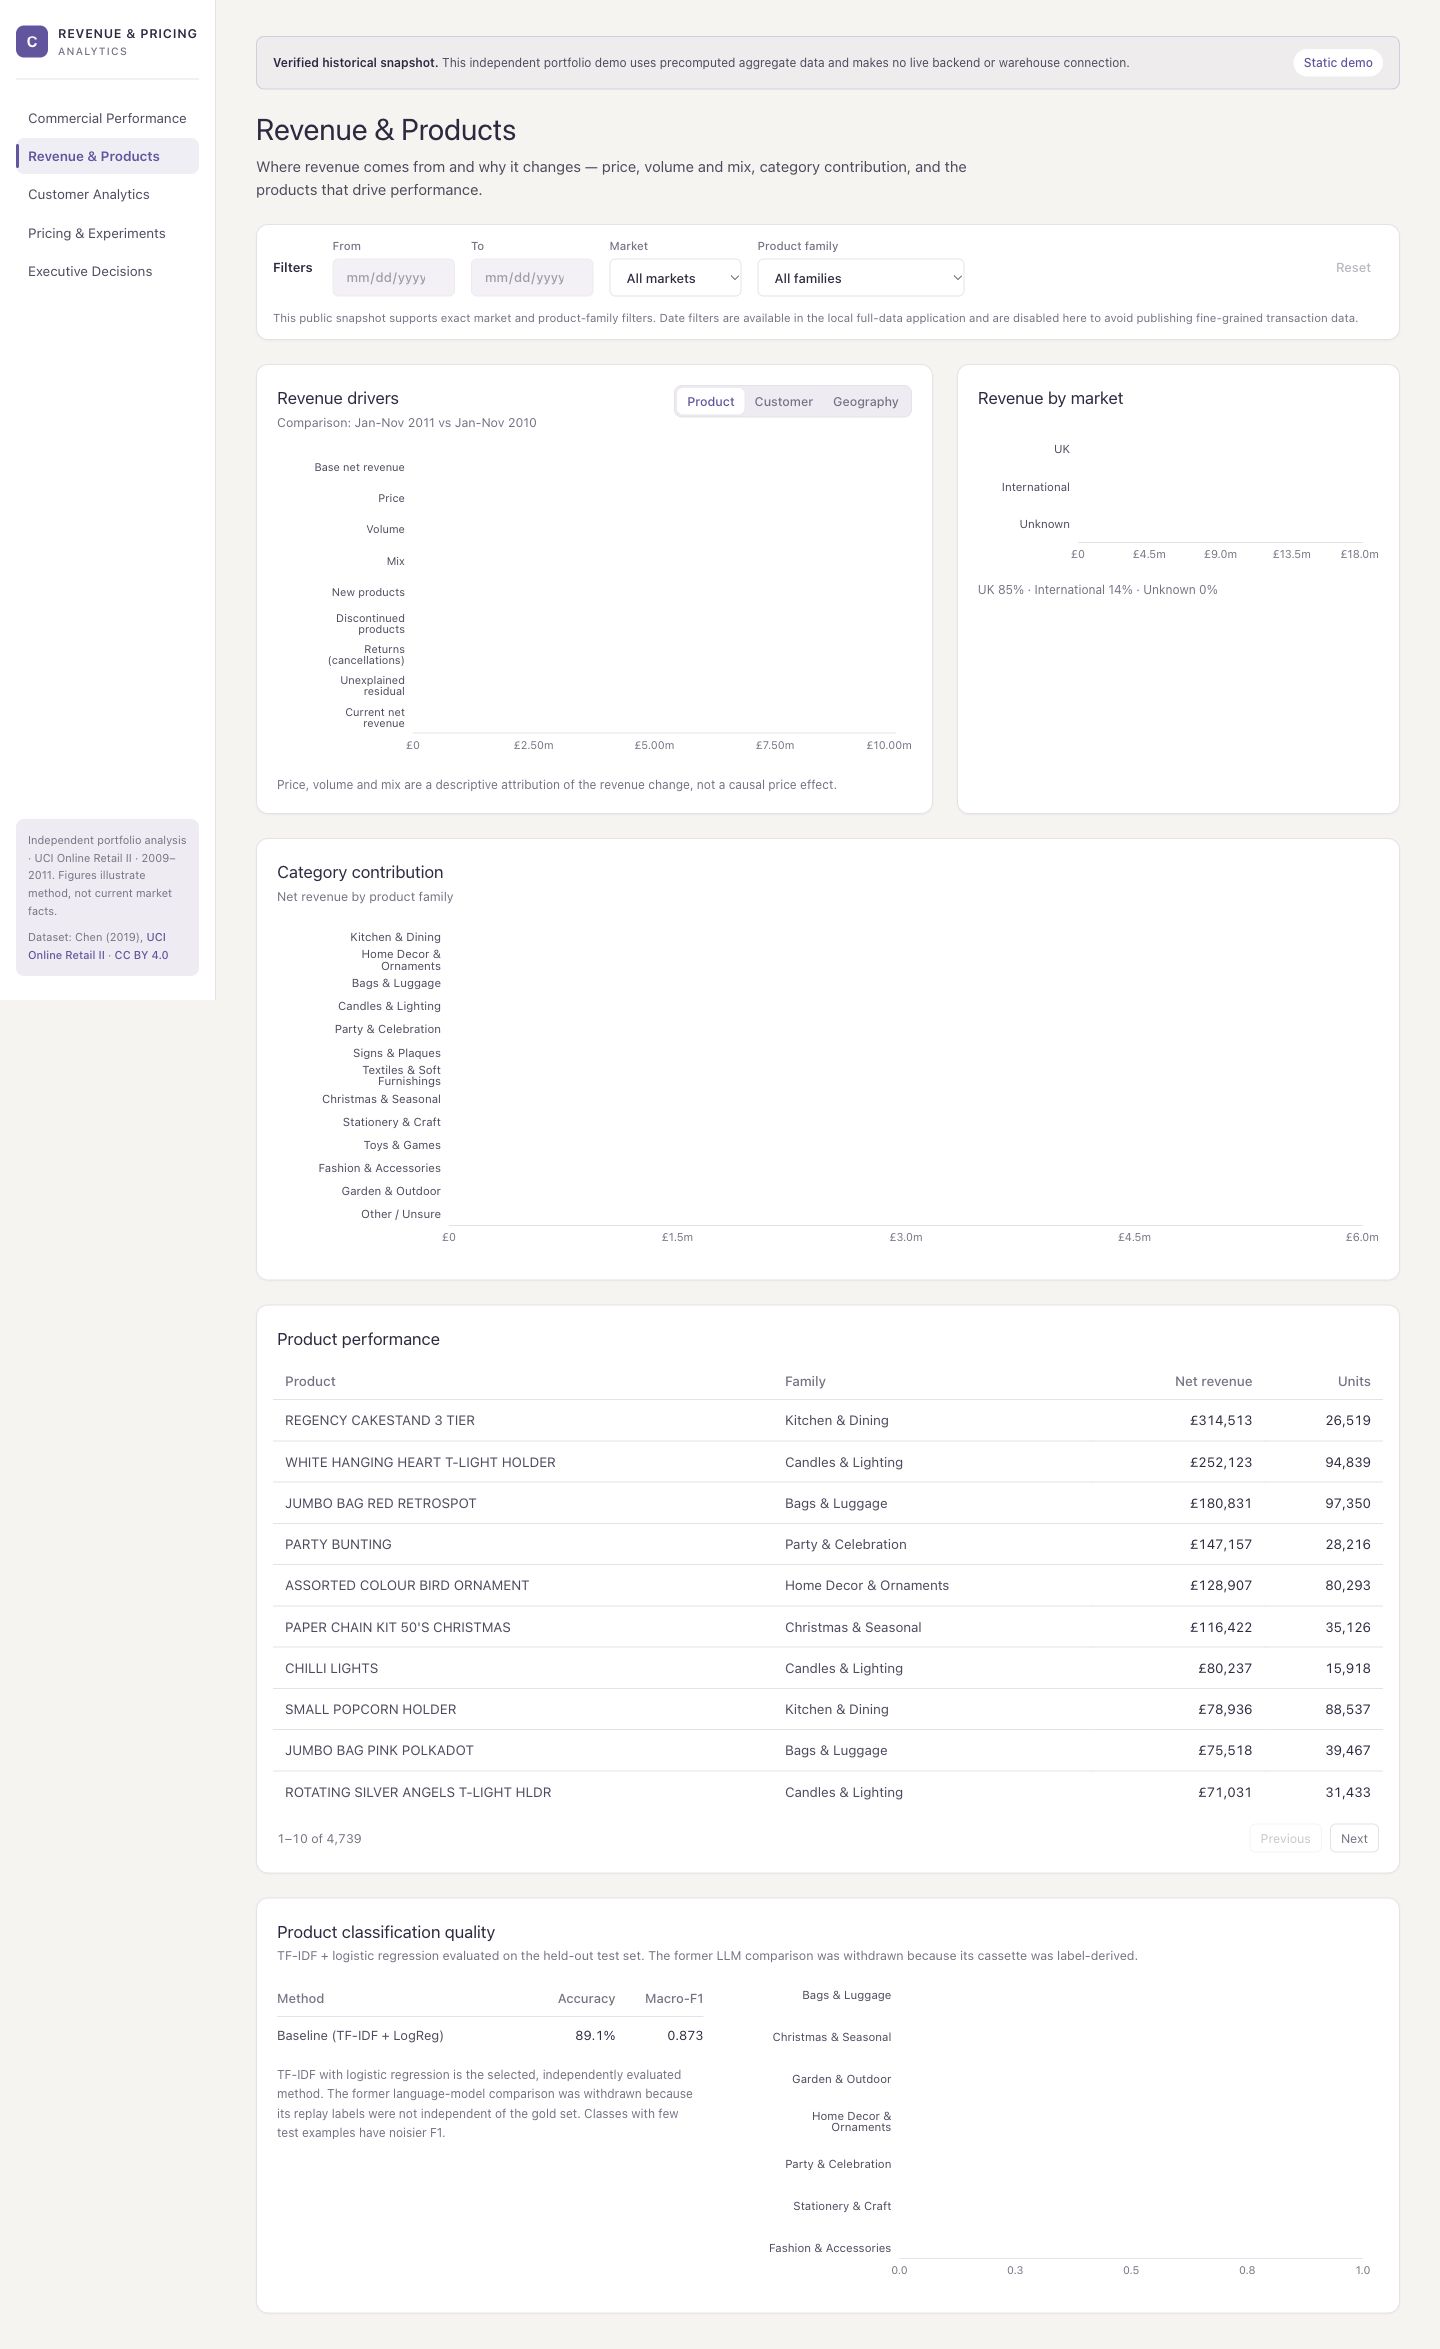 C
REVENUE & PRICING
ANALYTICS
Commercial Performance
Revenue & Products
Customer Analytics
Pricing & Experiments
Executive Decisions
Independent portfolio analysis
· UCI Online Retail II · 2009–
2011. Figures illustrate
method, not current market
facts.
Dataset: Chen (2019), UCI
Online Retail II · CC BY 4.0
Verified historical snapshot. This independent portfolio demo uses precomputed aggregate data and makes no live backend or warehouse connection.
Static demo
Revenue & Products
Where revenue comes from and why it changes — price, volume and mix, category contribution, and the
products that drive performance.
Filters
From
mm/dd/yyyy
To
mm/dd/yyyy
Market
All markets
Product family
All families
Reset
This public snapshot supports exact market and product-family filters. Date filters are available in the local full-data application and are disabled here to avoid publishing fine-grained transaction data.
Revenue drivers
Comparison: Jan-Nov 2011 vs Jan-Nov 2010
Product Customer Geography
Base net revenue
Price
Volume
Mix
New products
Discontinued
products
Returns
(cancellations)
Unexplained
residual
Current net
revenue
£0 £2.50m £5.00m £7.50m £10.00m
Price, volume and mix are a descriptive attribution of the revenue change, not a causal price effect.
Revenue by market
UK
International
Unknown
£0 £4.5m £9.0m £13.5m £18.0m
UK 85% · International 14% · Unknown 0%
Category contribution
Net revenue by product family
Kitchen & Dining
Home Decor &
Ornaments
Bags & Luggage
Candles & Lighting
Party & Celebration
Signs & Plaques
Textiles & Soft
Furnishings
Christmas & Seasonal
Stationery & Craft
Toys & Games
Fashion & Accessories
Garden & Outdoor
Other / Unsure
£0 £1.5m £3.0m £4.5m £6.0m
Product performance
Product Family Net revenue Units
REGENCY CAKESTAND 3 TIER Kitchen & Dining £314,513 26,519
WHITE HANGING HEART T-LIGHT HOLDER Candles & Lighting £252,123 94,839
JUMBO BAG RED RETROSPOT Bags & Luggage £180,831 97,350
PARTY BUNTING Party & Celebration £147,157 28,216
ASSORTED COLOUR BIRD ORNAMENT Home Decor & Ornaments £128,907 80,293
PAPER CHAIN KIT 50'S CHRISTMAS Christmas & Seasonal £116,422 35,126
CHILLI LIGHTS Candles & Lighting £80,237 15,918
SMALL POPCORN HOLDER Kitchen & Dining £78,936 88,537
JUMBO BAG PINK POLKADOT Bags & Luggage £75,518 39,467
ROTATING SILVER ANGELS T-LIGHT HLDR Candles & Lighting £71,031 31,433
1–10 of 4,739
Previous Next
Product classification quality
TF-IDF + logistic regression evaluated on the held-out test set. The former LLM comparison was withdrawn because its cassette was label-derived.
Method Accuracy Macro-F1
Baseline (TF-IDF + LogReg) 89.1% 0.873
TF-IDF with logistic regression is the selected, independently evaluated
method. The former language-model comparison was withdrawn because
its replay labels were not independent of the gold set. Classes with few
test examples have noisier F1.
Bags & Luggage
Christmas & Seasonal
Garden & Outdoor
Home Decor &
Ornaments
Party & Celebration
Stationery & Craft
Fashion & Accessories
0.0 0.3 0.5 0.8 1.0